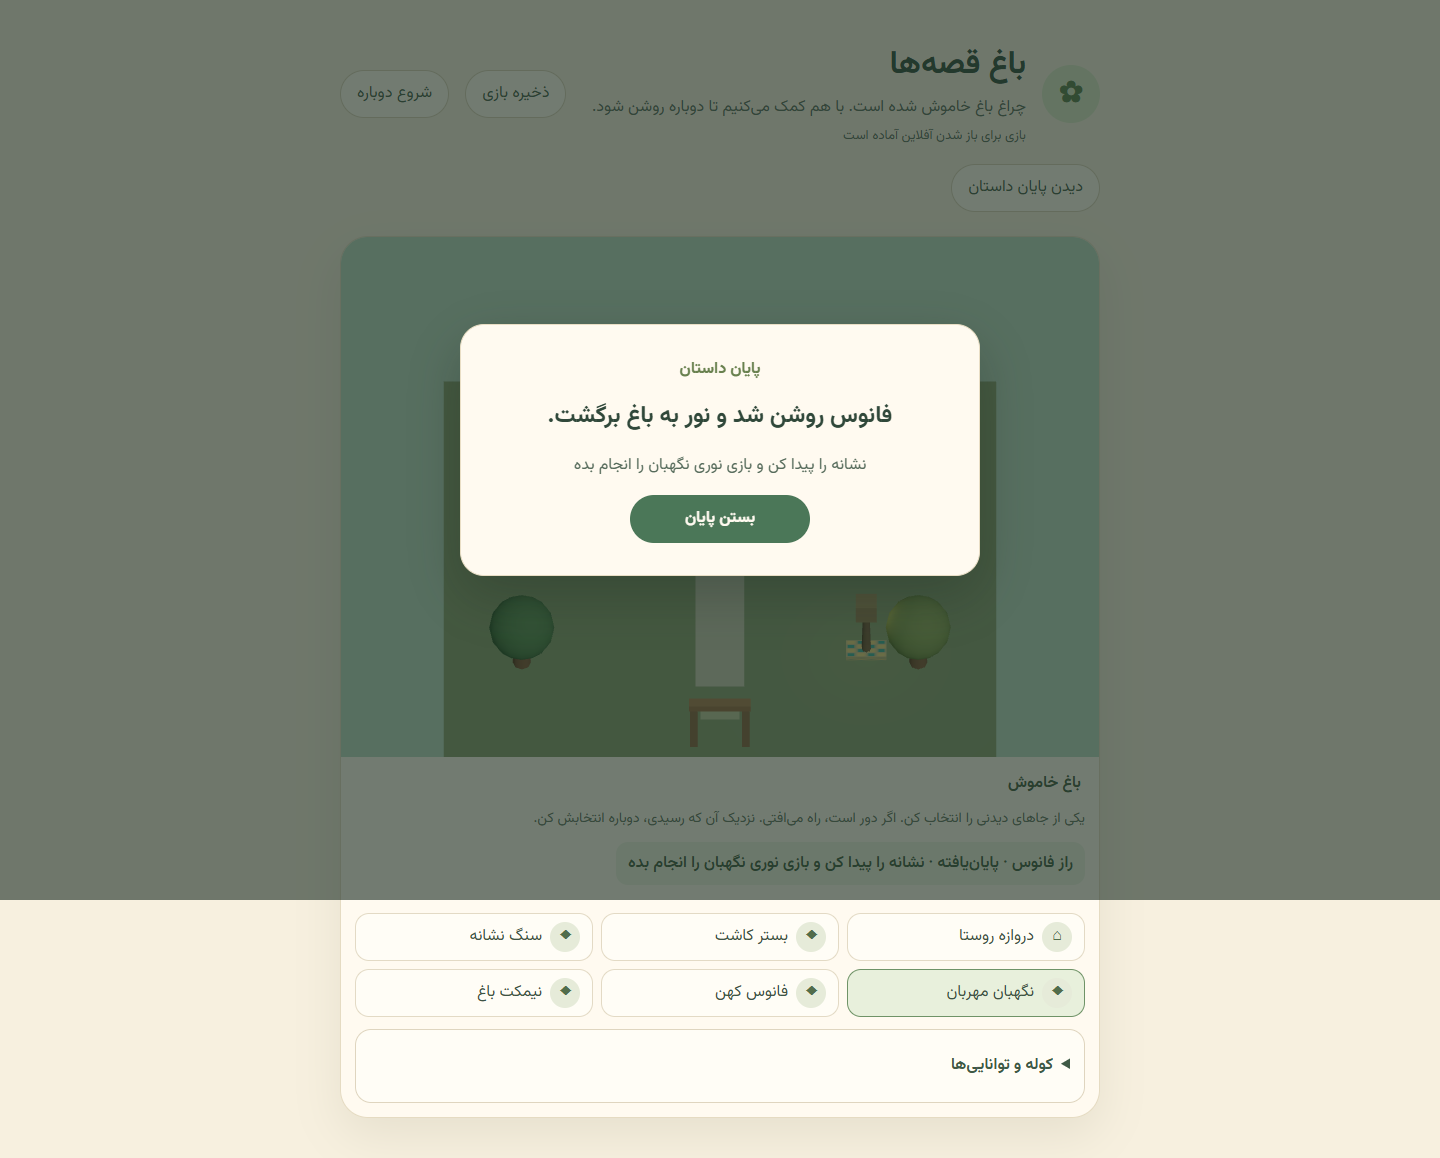 باغ قصه‌ها
چراغ باغ خاموش شده است. با هم کمک می‌کنیم تا دوباره روشن شود.
بازی برای باز شدن آفلاین آماده است
ذخیره بازی
شروع دوباره
دیدن پایان داستان
پایان داستان
فانوس روشن شد و نور به باغ برگشت.
نشانه را پیدا کن و بازی نوری نگهبان را انجام بده
بستن پایان
باغ خاموش
یکی از جاهای دیدنی را انتخاب کن. اگر دور است، راه می‌افتی. نزدیک آن که رسیدی، دوباره انتخابش کن.
راز فانوس · پایان‌یافته · نشانه را پیدا کن و بازی نوری نگهبان را انجام بده
دروازه روستا
بستر کاشت
سنگ نشانه
نگهبان مهربان
فانوس کهن
نیمکت باغ
کوله و توانایی‌ها